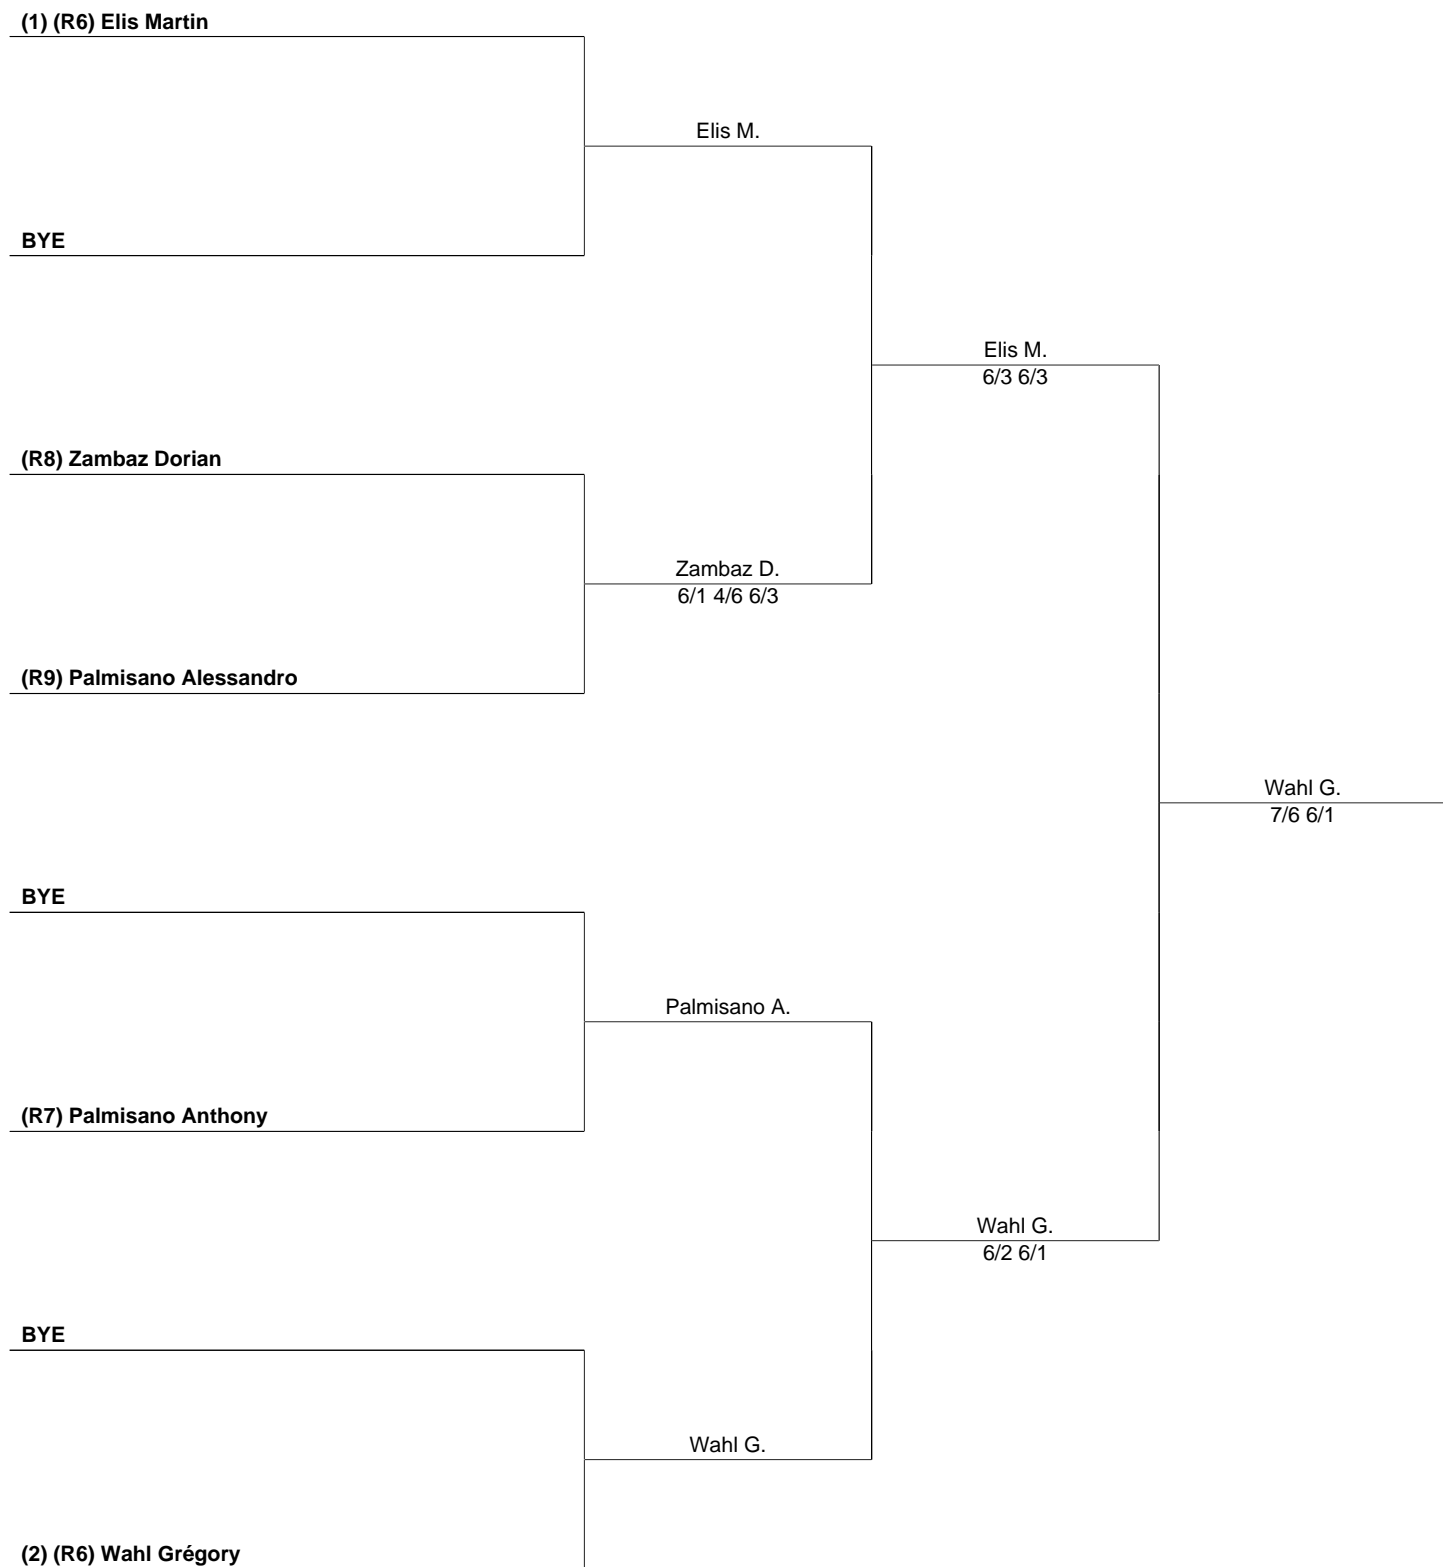 (1) (R6) Elis Martin
Elis M.
BYE
Elis M.
6/3 6/3
(R8) Zambaz Dorian
Zambaz D.
6/1 4/6 6/3
(R9) Palmisano Alessandro
Wahl G.
7/6 6/1
BYE
Palmisano A.
(R7) Palmisano Anthony
Wahl G.
6/2 6/1
BYE
Wahl G.
(2) (R6) Wahl Grégory